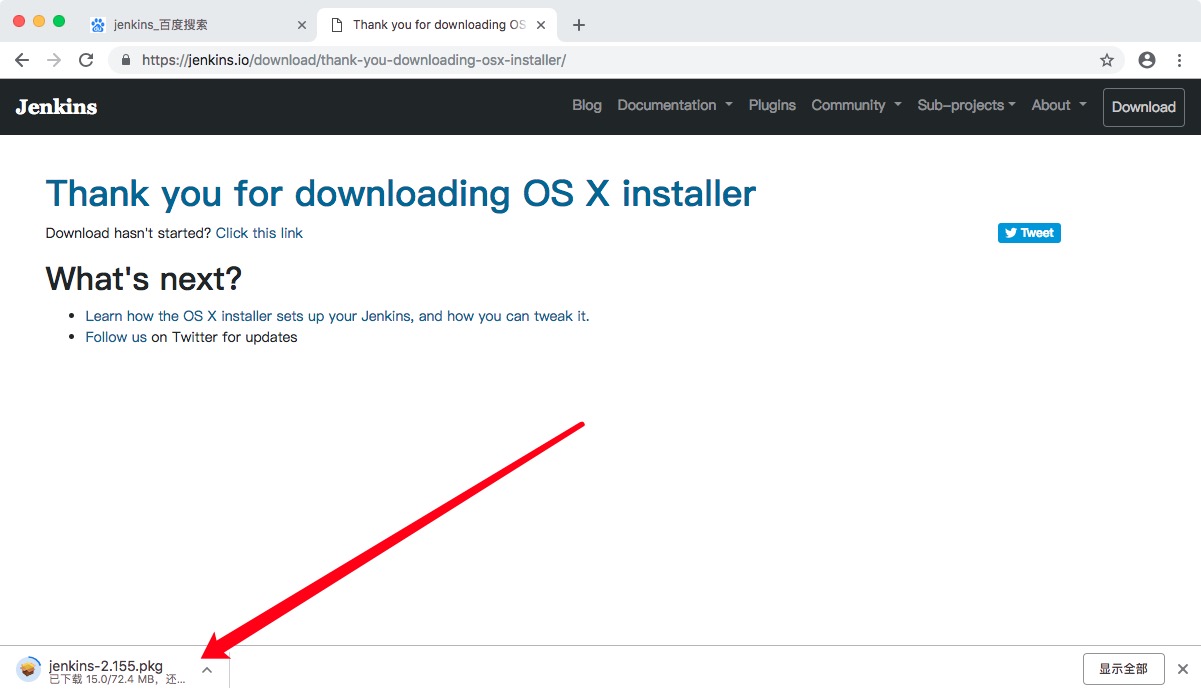 jenkins_百度搜索
Thank you for downloading OS
https://jenkins.io/download/thank-you-downloading-osx-installer/
Jenkins
Blog Documentation Plugins Community Sub-projects About Download
Thank you for downloading OS X installer
Download hasn't started? Click this link
Tweet
What's next?
Learn how the OS X installer sets up your Jenkins, and how you can tweak it.
Follow us on Twitter for updates
jenkins-2.155.pkg
已下载 15.0/72.4 MB，还...
显示全部